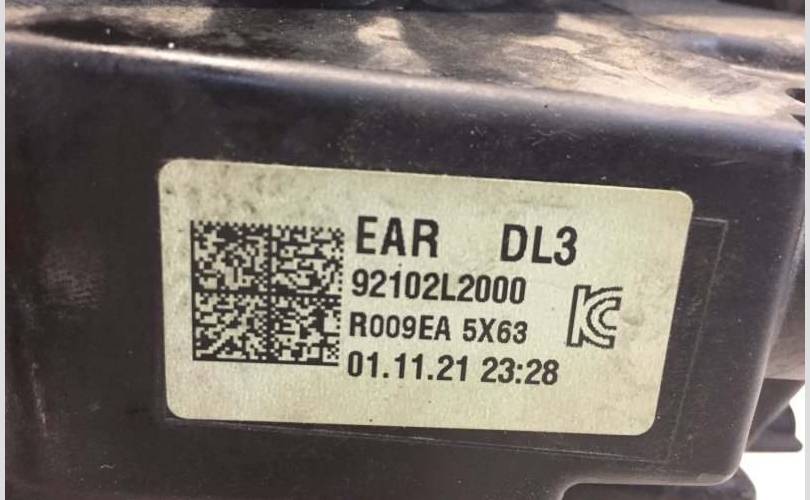 EAR DL3
92102L2000
R009EA 5X63
01.11.21 23:28